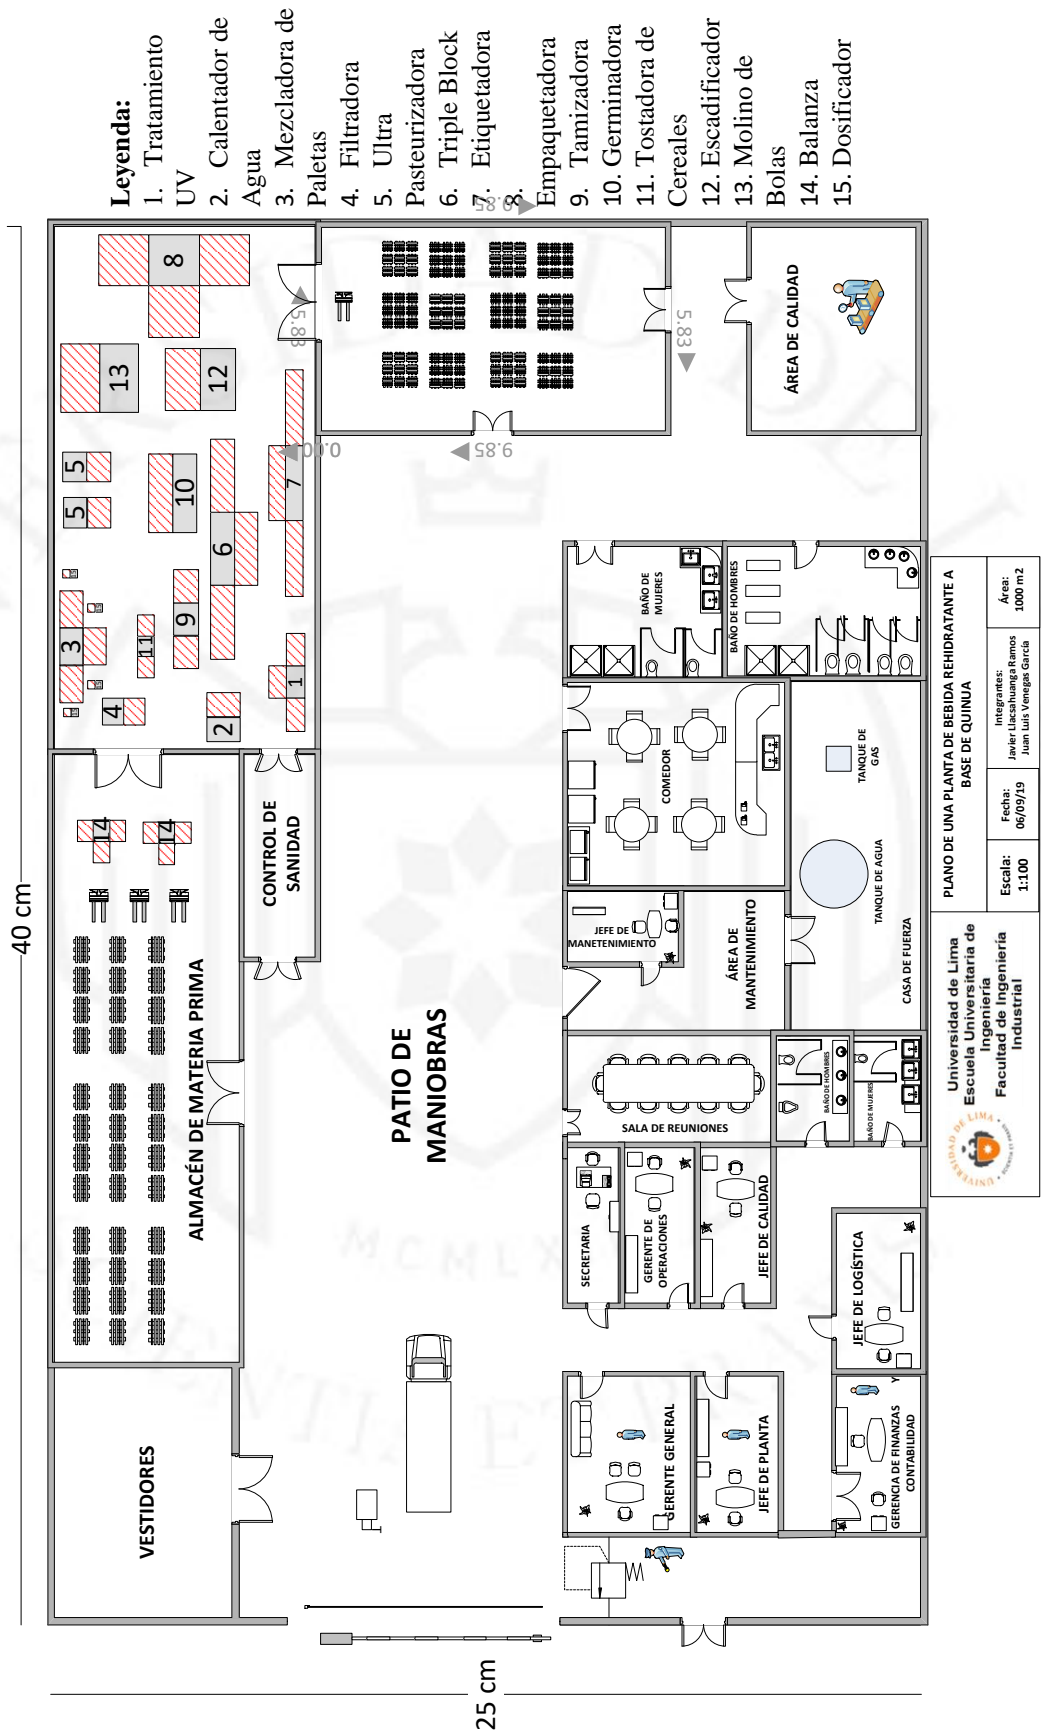 40 cm
25 cm
Leyenda:
1. Tratamiento
UV
2. Calentador de
Agua
3. Mezcladora de
Paletas
4. Filtradora
5. Ultra
Pasteurizadora
6. Triple Block
7. Etiquetadora
8.
Empaquetadora
9. Tamizadora
10. Germinadora
11. Tostadora de
Cereales
12. Escadificador
13. Molino de
Bolas
14. Balanza
15. Dosificador
VESTIDORES
ALMACÉN DE MATERIA PRIMA
14
14
CONTROL DE
SANIDAD
1
2
3
4
5
5
6
7
8
9
10
11
12
13
5.83
0.00
9.85
9.85
5.83
PATIO DE
MANIOBRAS
ÁREA DE CALIDAD
BAÑO DE
MUJERES
BAÑO DE HOMBRES
COMEDOR
TANQUE DE
GAS
TANQUE DE AGUA
CASA DE FUERZA
JEFE DE
MANETENIMIENTO
ÁREA DE
MANTENIMIENTO
SALA DE REUNIONES
BAÑO DE HOMBRES
BAÑO DE MUJERES
SECRETARIA
GERENTE DE
OPERACIONES
JEFE DE CALIDAD
JEFE DE LOGÍSTICA
GERENTE GENERAL
JEFE DE PLANTA
GERENCIA DE FINANZAS Y
CONTABILIDAD
UNIVERSIDAD DE LIMA
Universidad de Lima
Escuela Universitaria de
Ingeniería
Facultad de Ingeniería
Industrial
PLANO DE UNA PLANTA DE BEBIDA REHIDRATANTE A
BASE DE QUINUA
Escala:
1:100
Fecha:
06/09/19
Integrantes:
Javier Llacsahuanga Ramos
Juan Luis Venegas García
Área:
1000 m2